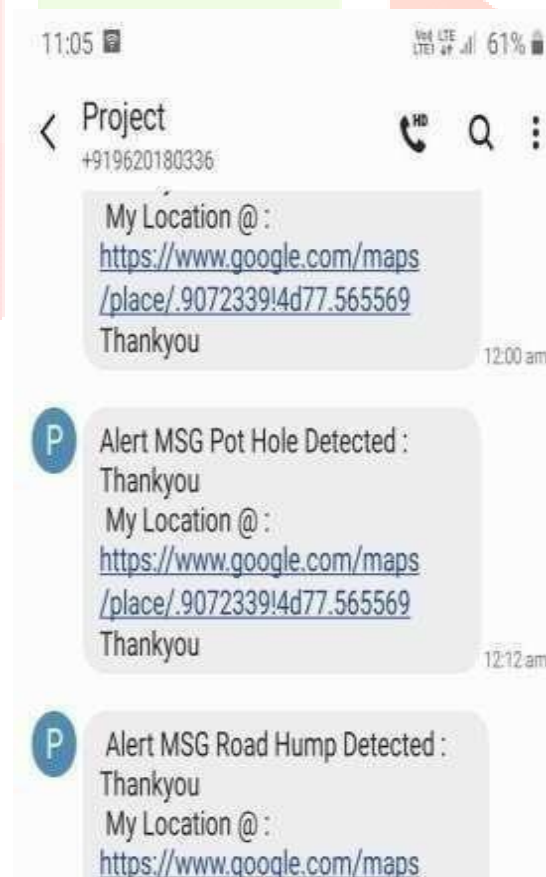 11:05 61%
Project
+919620180336
My Location @ :
https://www.google.com/maps
/place/.9072339!4d77.565569
Thankyou
12:00 am
P
Alert MSG Pot Hole Detected :
Thankyou
My Location @ :
https://www.google.com/maps
/place/.9072339!4d77.565569
Thankyou
12:12 am
P
Alert MSG Road Hump Detected :
Thankyou
My Location @ :
https://www.google.com/maps